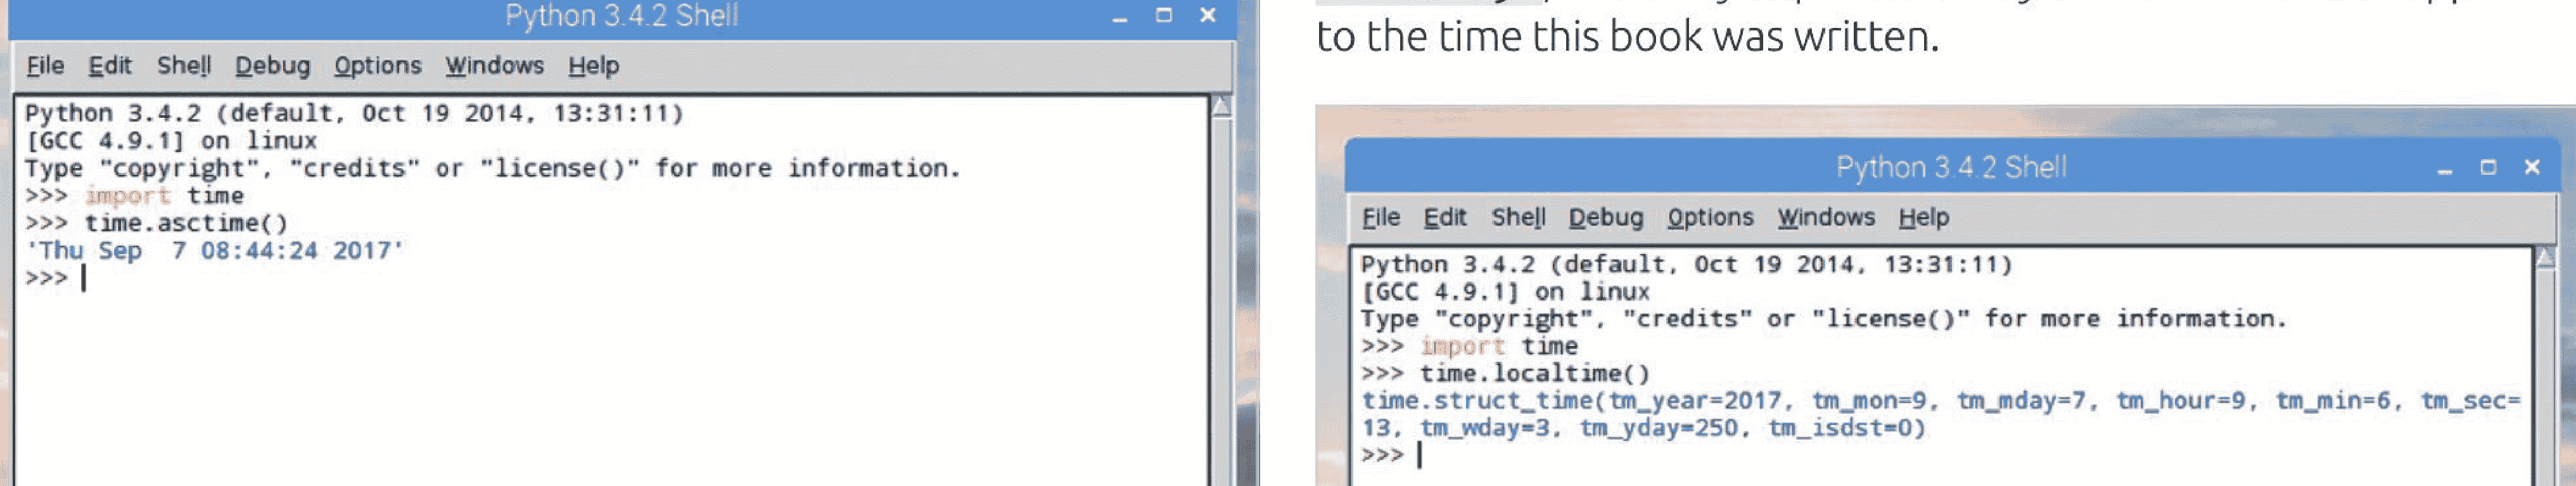 Python 3.4.2 Shell
File Edit Shell Debug Options Windows Help
Python 3.4.2 (default, Oct 19 2014, 13:31:11)
[GCC 4.9.1] on linux
Type "copyright", "credits" or "license()" for more information.
>>> import time
>>> time.asctime()
'Thu Sep  7 08:44:24 2017'
>>>
to the time this book was written.
Python 3.4.2 Shell
File Edit Shell Debug Options Windows Help
Python 3.4.2 (default, Oct 19 2014, 13:31:11)
[GCC 4.9.1] on linux
Type "copyright", "credits" or "license()" for more information.
>>> import time
>>> time.localtime()
time.struct_time(tm_year=2017, tm_mon=9, tm_mday=7, tm_hour=9, tm_min=6, tm_sec=
13, tm_wday=3, tm_yday=250, tm_isdst=0)
>>>